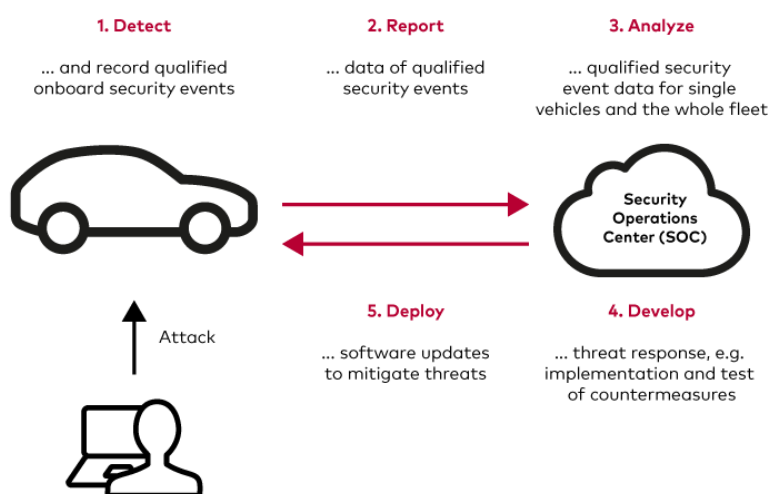 1. Detect
... and record qualified
onboard security events
2. Report
... data of qualified
security events
3. Analyze
... qualified security
event data for single
vehicles and the whole fleet
Security
Operations
Center (SOC)
Attack
5. Deploy
... software updates
to mitigate threats
4. Develop
... threat response, e.g.
implementation and test
of countermeasures